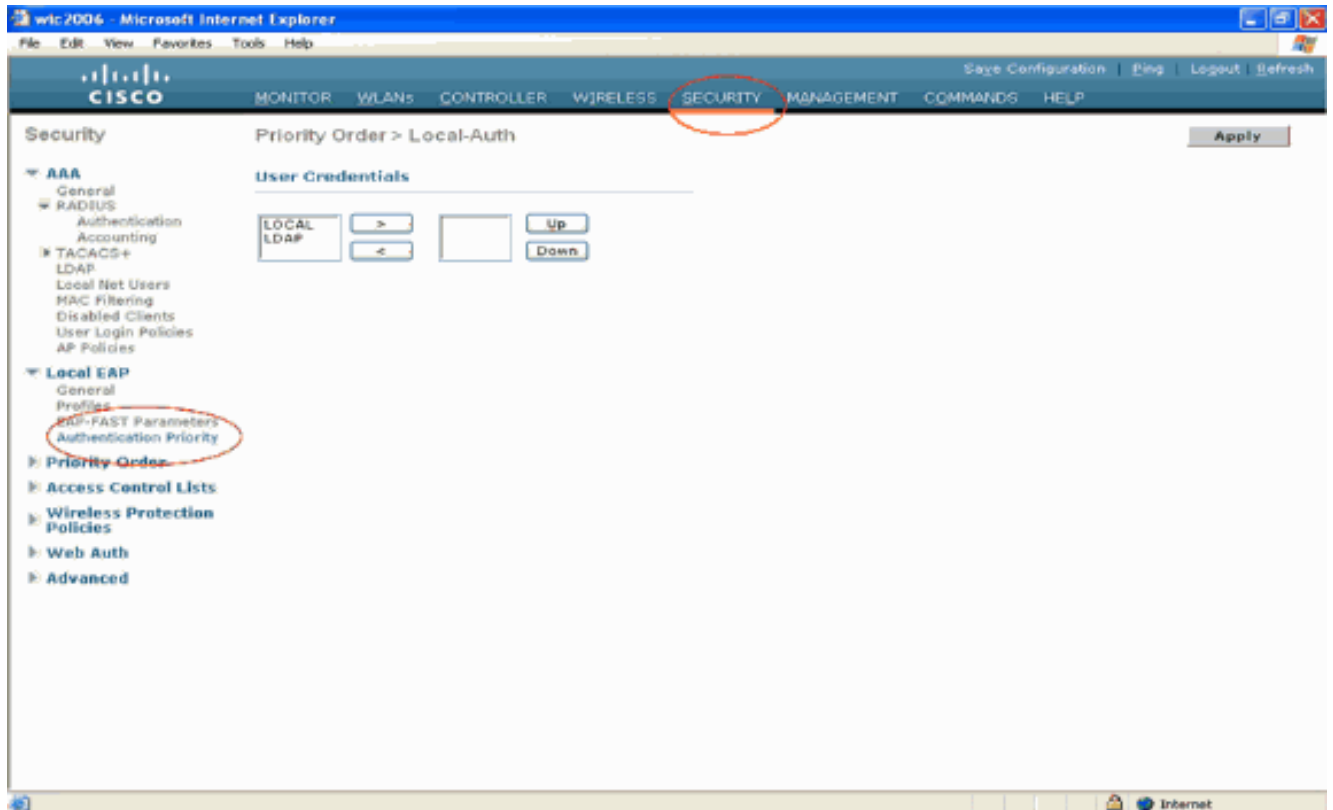 wlc2006 - Microsoft Internet Explorer
File Edit View Favorites Tools Help
Save Configuration | Ping | Logout | Refresh
CISCO
MONITOR WLANs CONTROLLER WIRELESS SECURITY MANAGEMENT COMMANDS HELP
Security
Priority Order > Local-Auth
Apply
AAA
General
RADIUS
Authentication
Accounting
TACACS+
LDAP
Local Net Users
MAC Filtering
Disabled Clients
User Login Policies
AP Policies
Local EAP
General
Profiles
EAP-FAST Parameters
Authentication Priority
Priority Order
Access Control Lists
Wireless Protection
Policies
Web Auth
Advanced
User Credentials
LOCAL
LDAP
>
<
Up
Down
Internet